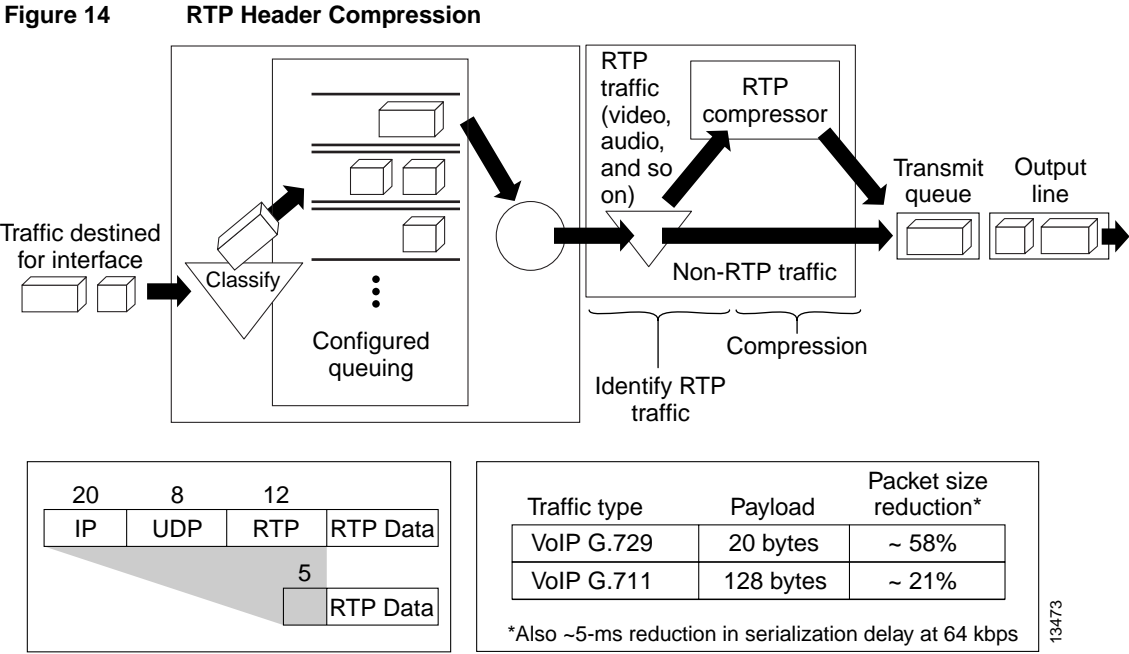 Figure 14 RTP Header Compression
Traffic destined
for interface
Classify
Configured
queuing
RTP
traffic
(video,
audio,
and so
on)
RTP
compressor
Non-RTP traffic
Transmit
queue
Output
line
Identify RTP
traffic
Compression
20 8 12
IP UDP RTP RTP Data
5
RTP Data
Traffic type Payload Packet size
reduction*
VoIP G.729 20 bytes ~ 58%
VoIP G.711 128 bytes ~ 21%
*Also ~5-ms reduction in serialization delay at 64 kbps
13473